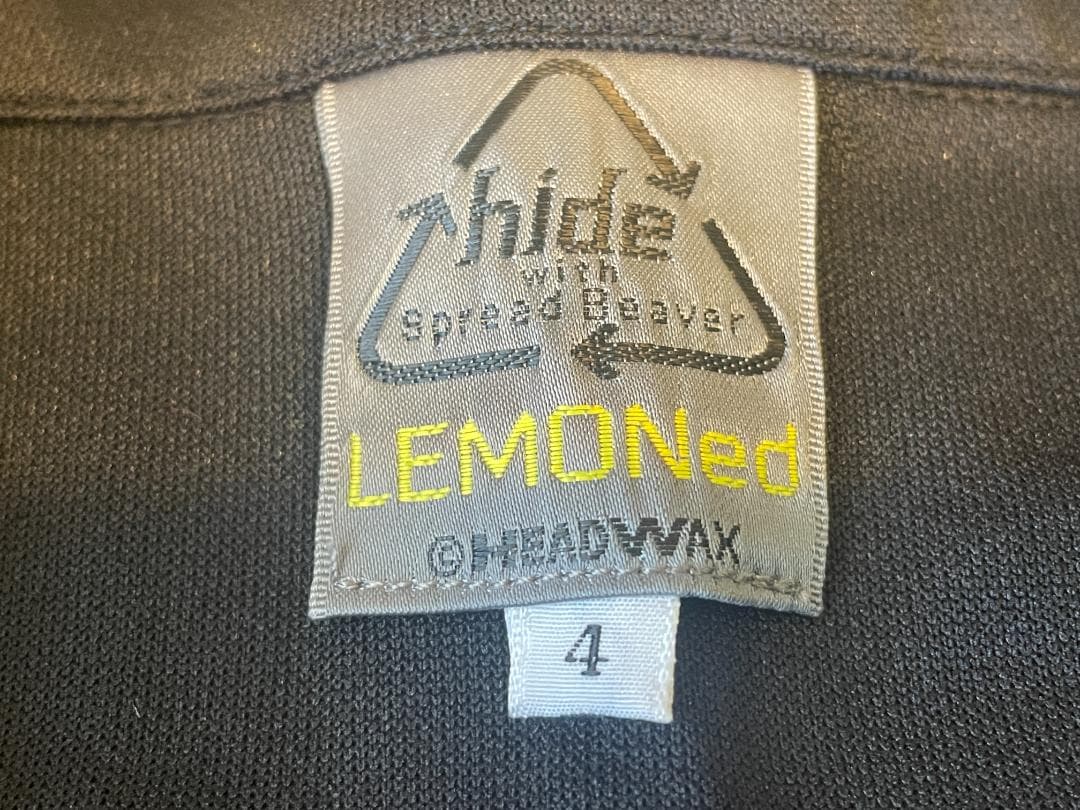 hide
with
spread Beaver
LEMONed
©HEADWAX
4